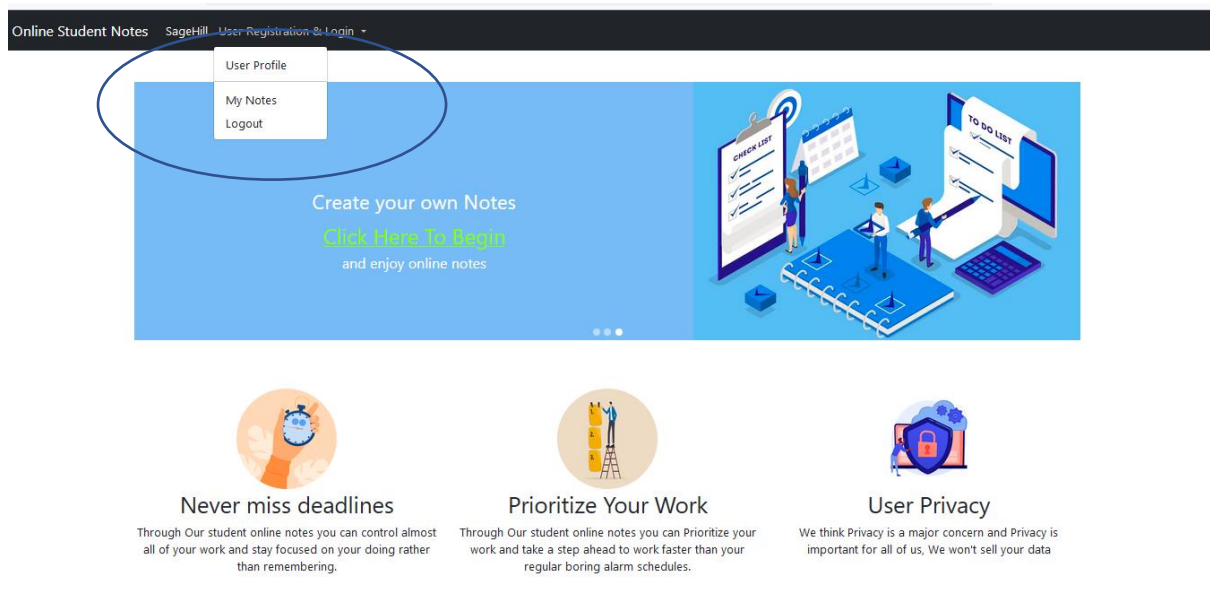 Online Student Notes SageHill User Registration & Login
User Profile
My Notes
Logout
Create your own Notes
Click Here To Begin
and enjoy online notes
CHECK LIST
TO DO LIST
1.
2.
3.
Never miss deadlines
Through Our student online notes you can control almost
all of your work and stay focused on your doing rather
than remembering.
Prioritize Your Work
Through Our student online notes you can Prioritize your
work and take a step ahead to work faster than your
regular boring alarm schedules.
User Privacy
We think Privacy is a major concern and Privacy is
important for all of us, We won't sell your data